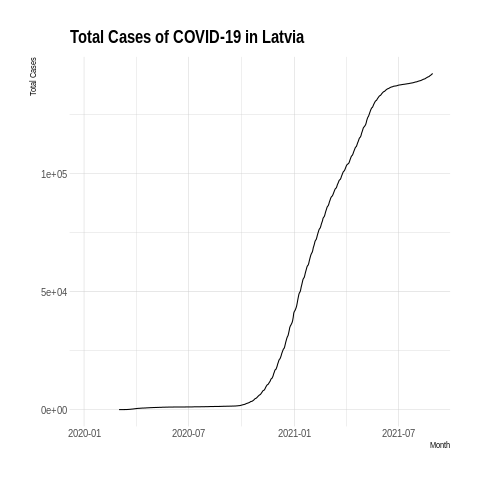 Total Cases of COVID-19 in Latvia
Total Cases
1e+05
5e+04
0e+00
2020-01 2020-07 2021-01 2021-07
Month